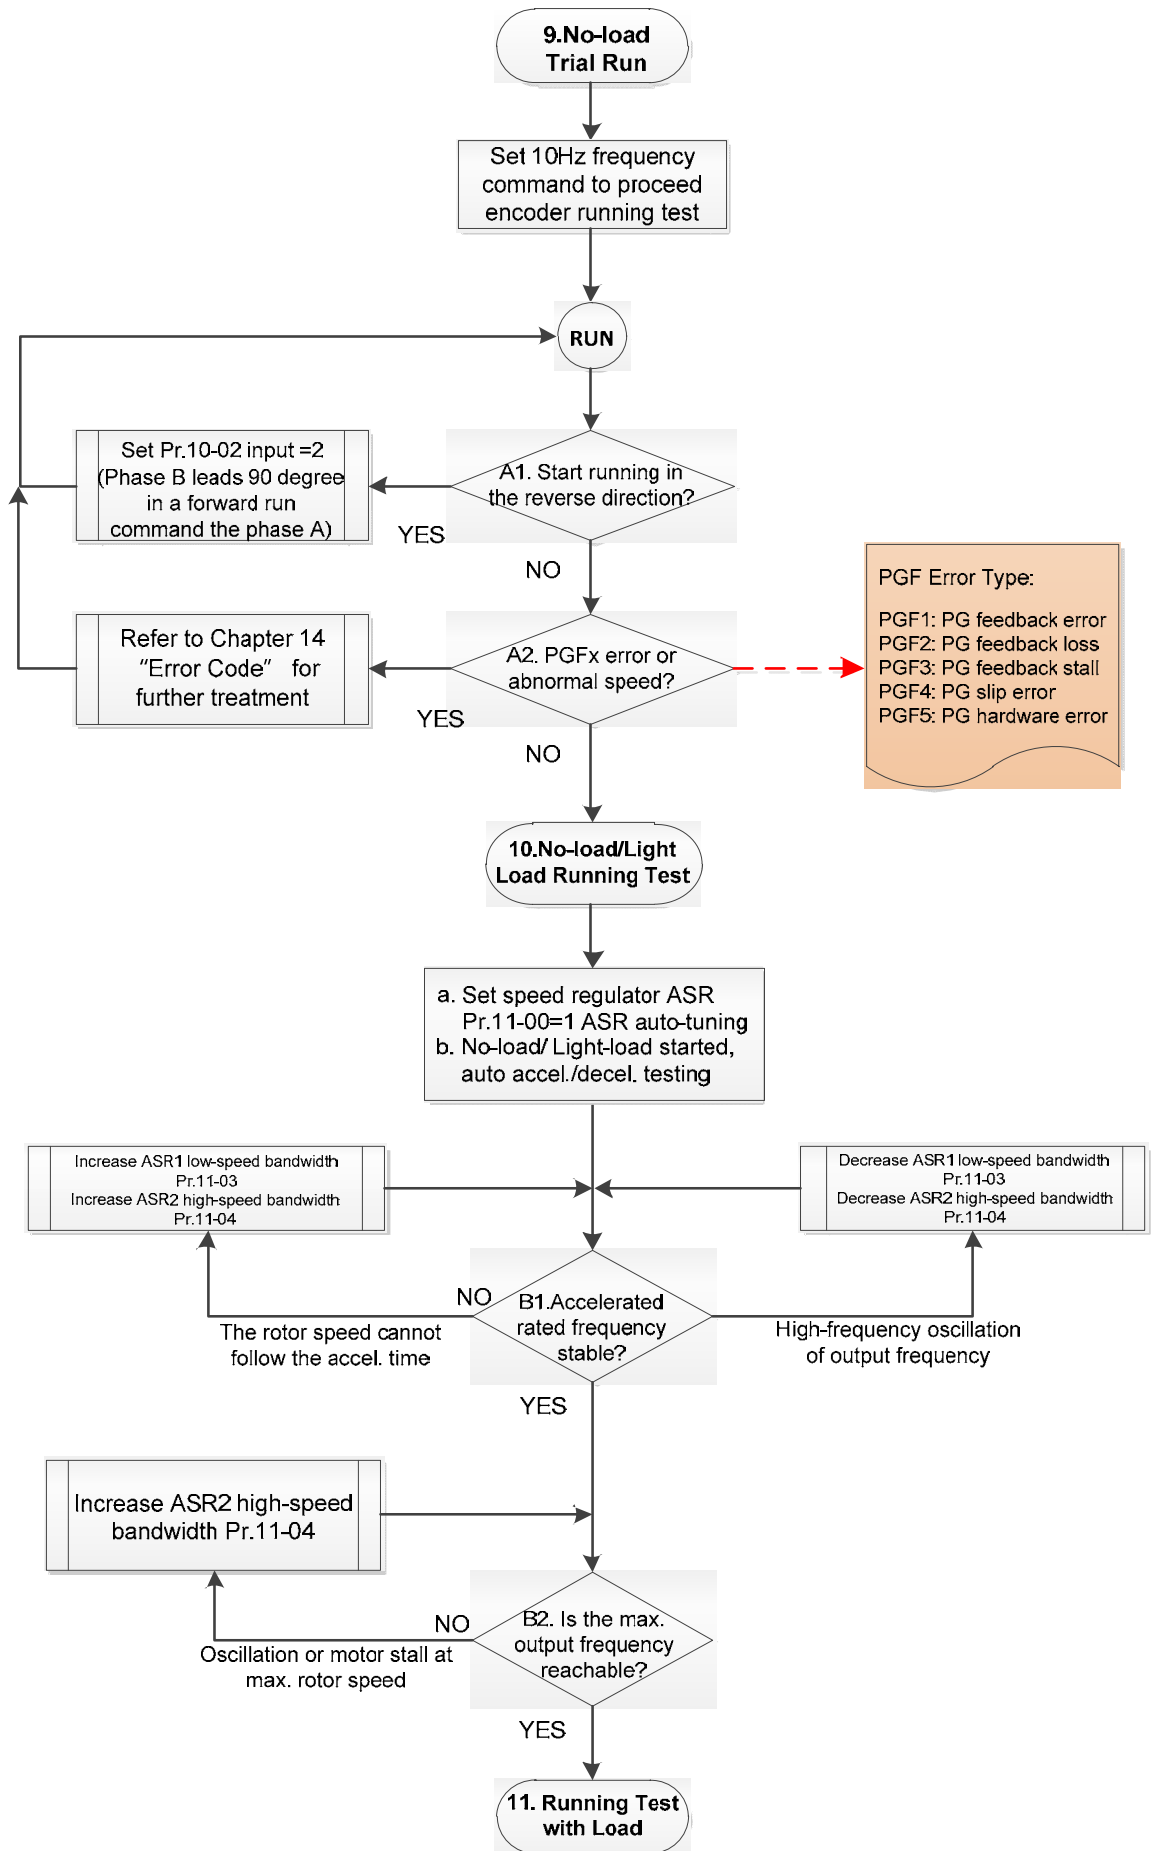 9.No-load
Trial Run
Set 10Hz frequency
command to proceed
encoder running test
RUN
A1. Start running in
the reverse direction?
YES
NO
Set Pr.10-02 input =2
(Phase B leads 90 degree
in a forward run
command the phase A)
A2. PGFx error or
abnormal speed?
YES
NO
Refer to Chapter 14
“Error Code” for
further treatment
PGF Error Type:
PGF1: PG feedback error
PGF2: PG feedback loss
PGF3: PG feedback stall
PGF4: PG slip error
PGF5: PG hardware error
10.No-load/Light
Load Running Test
a. Set speed regulator ASR
Pr.11-00=1 ASR auto-tuning
b. No-load/ Light-load started,
auto accel./decel. testing
Increase ASR1 low-speed bandwidth
Pr.11-03
Increase ASR2 high-speed bandwidth
Pr.11-04
Decrease ASR1 low-speed bandwidth
Pr.11-03
Decrease ASR2 high-speed bandwidth
Pr.11-04
B1.Accelerated
rated frequency
stable?
NO
The rotor speed cannot
follow the accel. time
High-frequency oscillation
of output frequency
YES
Increase ASR2 high-speed
bandwidth Pr.11-04
B2. Is the max.
output frequency
reachable?
NO
Oscillation or motor stall at
max. rotor speed
YES
11. Running Test
with Load